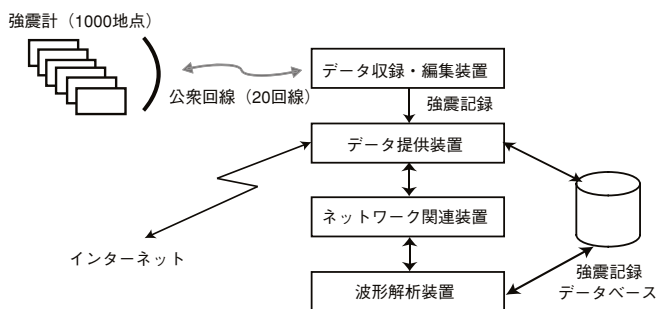 強震計（1000地点）
データ収録・編集装置
公衆回線（20回線）
強震記録
データ提供装置
ネットワーク関連装置
インターネット
波形解析装置
強震記録
データベース